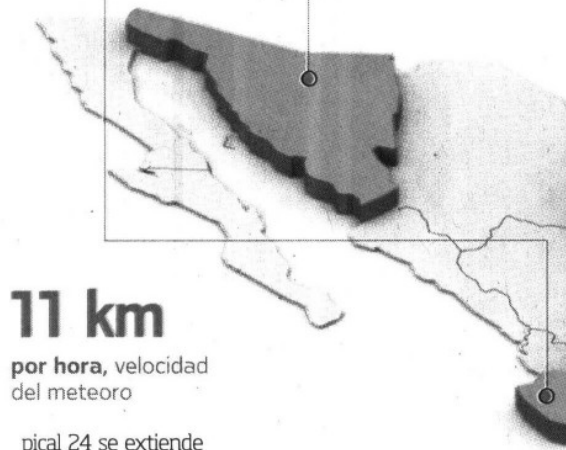 11 km
por hora, velocidad
del meteoro
pical 24 se extiende